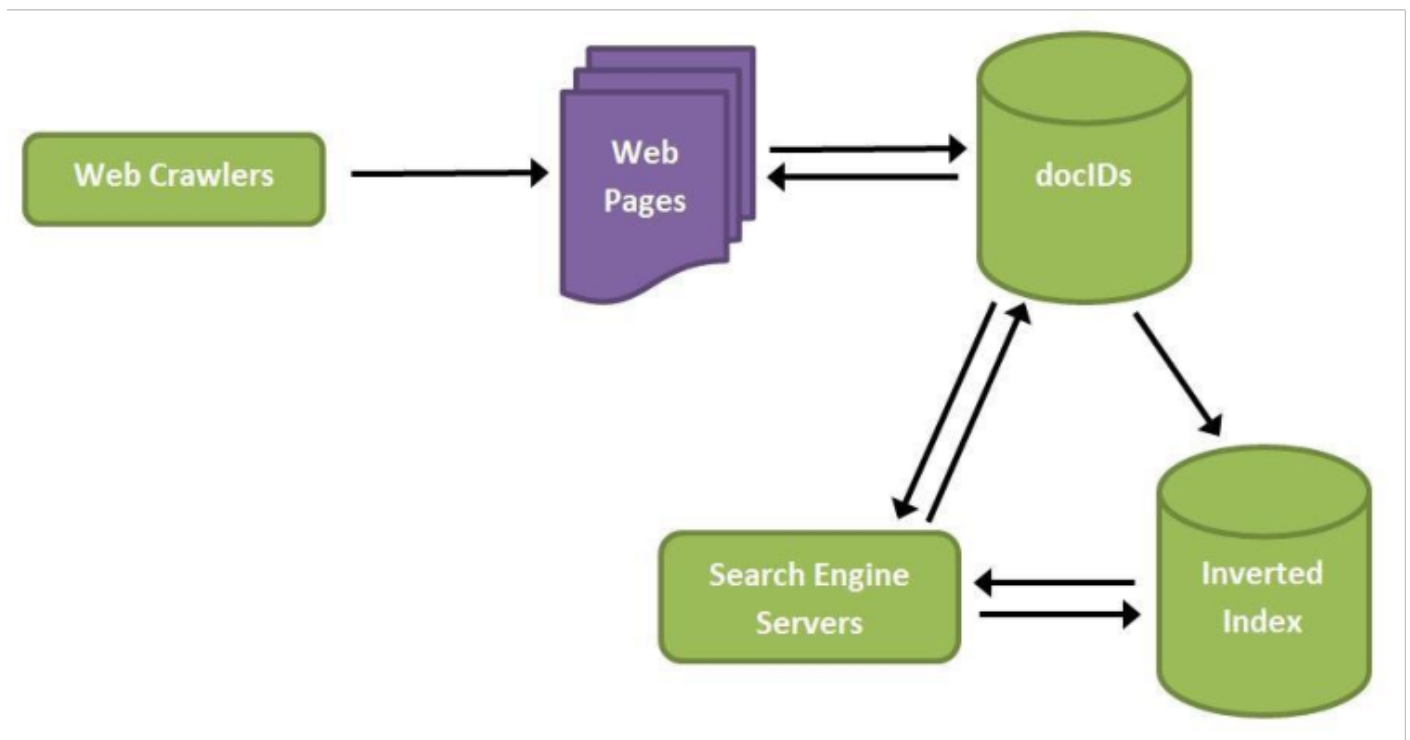 Web Crawlers
Web
Pages
docIDs
Search Engine
Servers
Inverted
Index